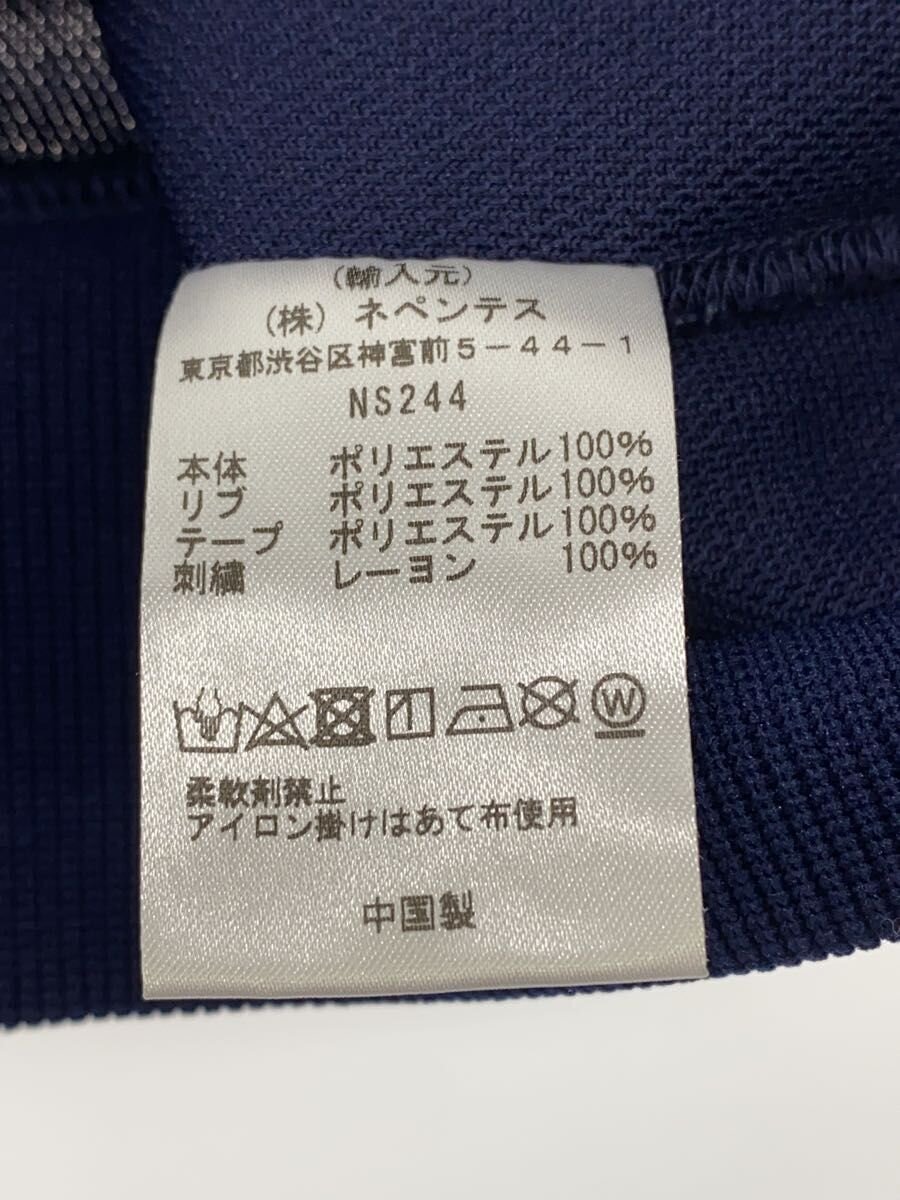 (輸入元)
(株) ネペンテス
東京都渋谷区神宮前5-44-1
NS244
本体 ポリエステル100%
リブ ポリエステル100%
テープ ポリエステル100%
刺繍 レーヨン 100%
W
柔軟剤禁止
アイロン掛けはあて布使用
中国製